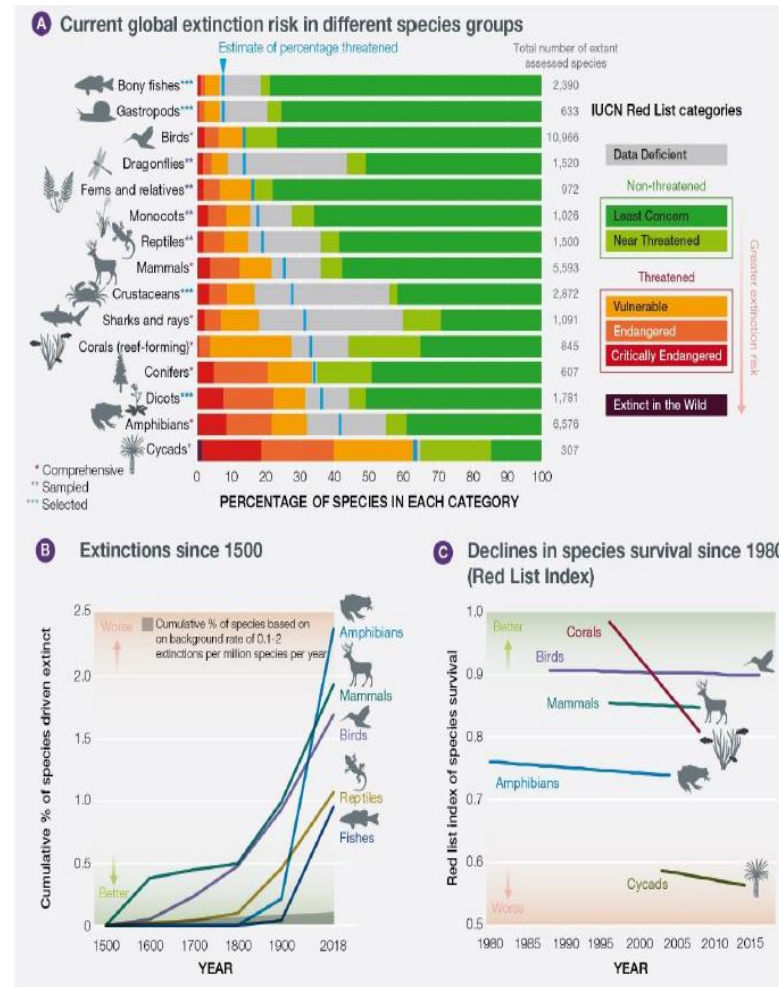 A Current global extinction risk in different species groups
Estimate of percentage threatened
Total number of extant
assessed species
Bony fishes*** 2,390
Gastropods*** 633
Birds* 10,966
Dragonflies** 1,520
Ferns and relatives** 972
Monocots** 1,026
Reptiles** 1,500
Mammals* 5,593
Crustaceans*** 2,872
Sharks and rays* 1,091
Corals (reef-forming)* 845
Conifers* 607
Dicots*** 1,781
Amphibians* 6,576
Cycads* 307
0 10 20 30 40 50 60 70 80 90 100
PERCENTAGE OF SPECIES IN EACH CATEGORY
* Comprehensive
** Sampled
*** Selected
IUCN Red List categories
Data Deficient
Non-threatened
Least Concern
Near Threatened
Threatened
Vulnerable
Endangered
Critically Endangered
Extinct in the Wild
Greater extinction risk
B Extinctions since 1500
Cumulative % of species driven extinct
2.5
2.0
1.5
1.0
0.5
0
Worse
Better
Cumulative % of species based on
on background rate of 0.1-2
extinctions per million species per year
Amphibians
Mammals
Birds
Reptiles
Fishes
1500 1600 1700 1800 1900 2018
YEAR
C Declines in species survival since 1980
(Red List Index)
Red list index of species survival
1.0
0.9
0.8
0.7
0.6
0.5
Better
Worse
Corals
Birds
Mammals
Amphibians
Cycads
1980 1985 1990 1995 2005 2010 2015
YEAR